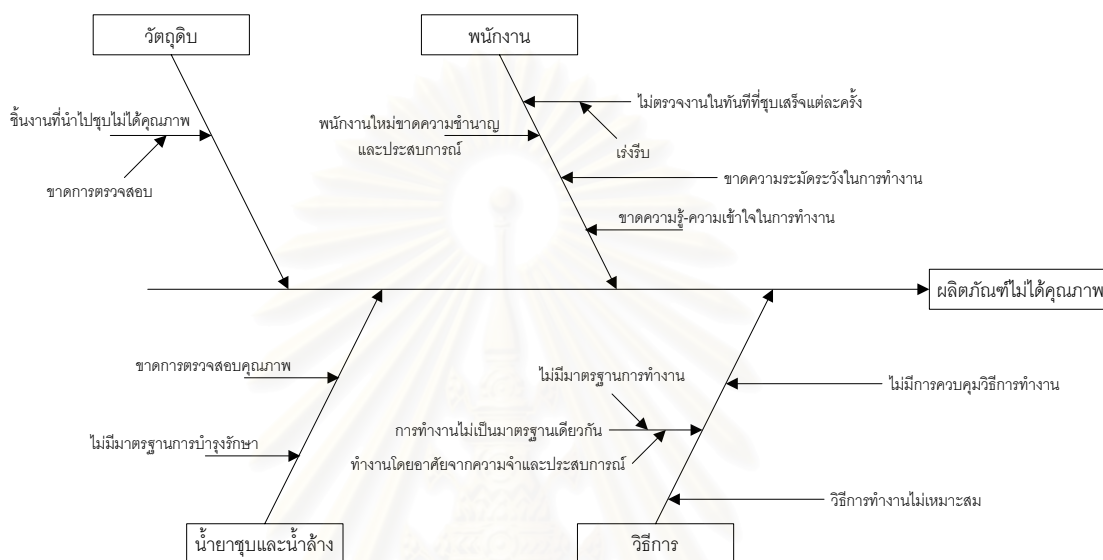 วัตถุดิบ
พนักงาน
ชิ้นงานที่นำไปชุบไม่ได้คุณภาพ
ขาดการตรวจสอบ
ไม่ตรวจงานในทันทีที่ชุบเสร็จแต่ละครั้ง
พนักงานใหม่ขาดความชำนาญ
และประสบการณ์
เร่งรีบ
ขาดความระมัดระวังในการทำงาน
ขาดความรู้-ความเข้าใจในการทำงาน
ผลิตภัณฑ์ไม่ได้คุณภาพ
ขาดการตรวจสอบคุณภาพ
ไม่มีมาตรฐานการบำรุงรักษา
ไม่มีมาตรฐานการทำงาน
ไม่มีการควบคุมวิธีการทำงาน
การทำงานไม่เป็นมาตรฐานเดียวกัน
ทำงานโดยอาศัยจากความจำและประสบการณ์
วิธีการทำงานไม่เหมาะสม
น้ำยาชุบและน้ำล้าง
วิธีการ